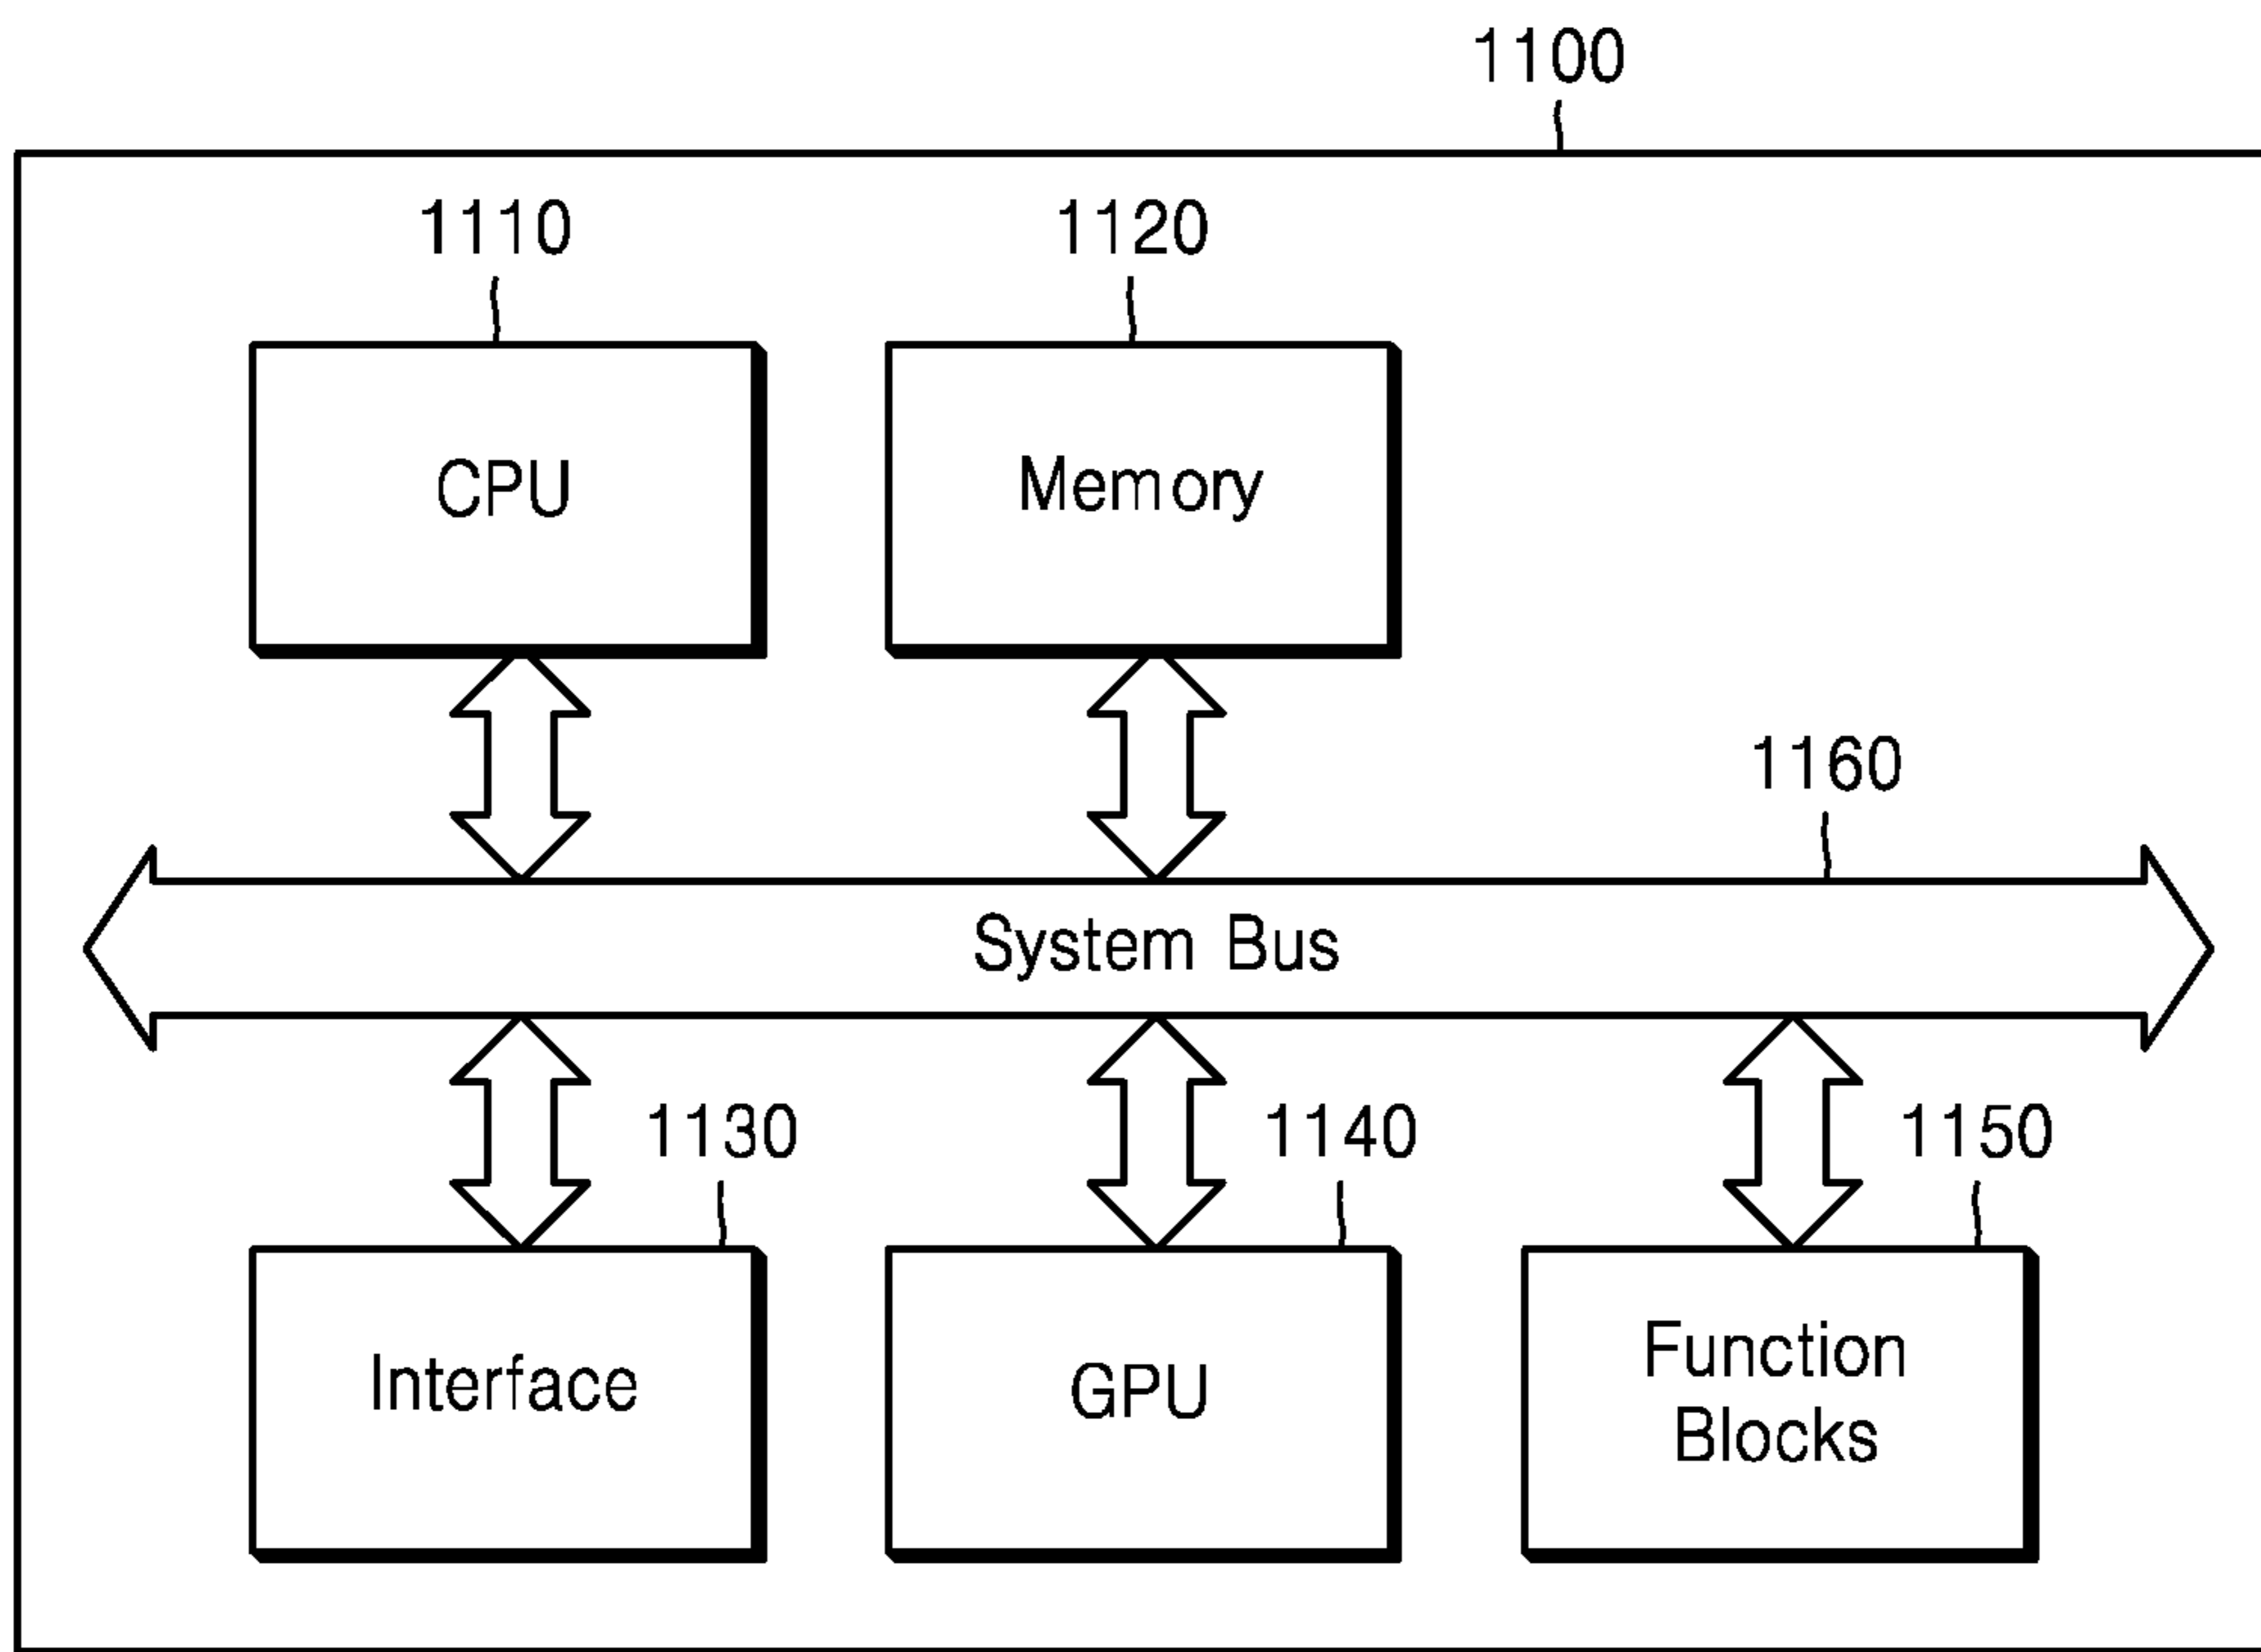 1100
1110
1120
CPU
Memory
1160
System Bus
1130
1140
1150
Interface
GPU
Function
Blocks